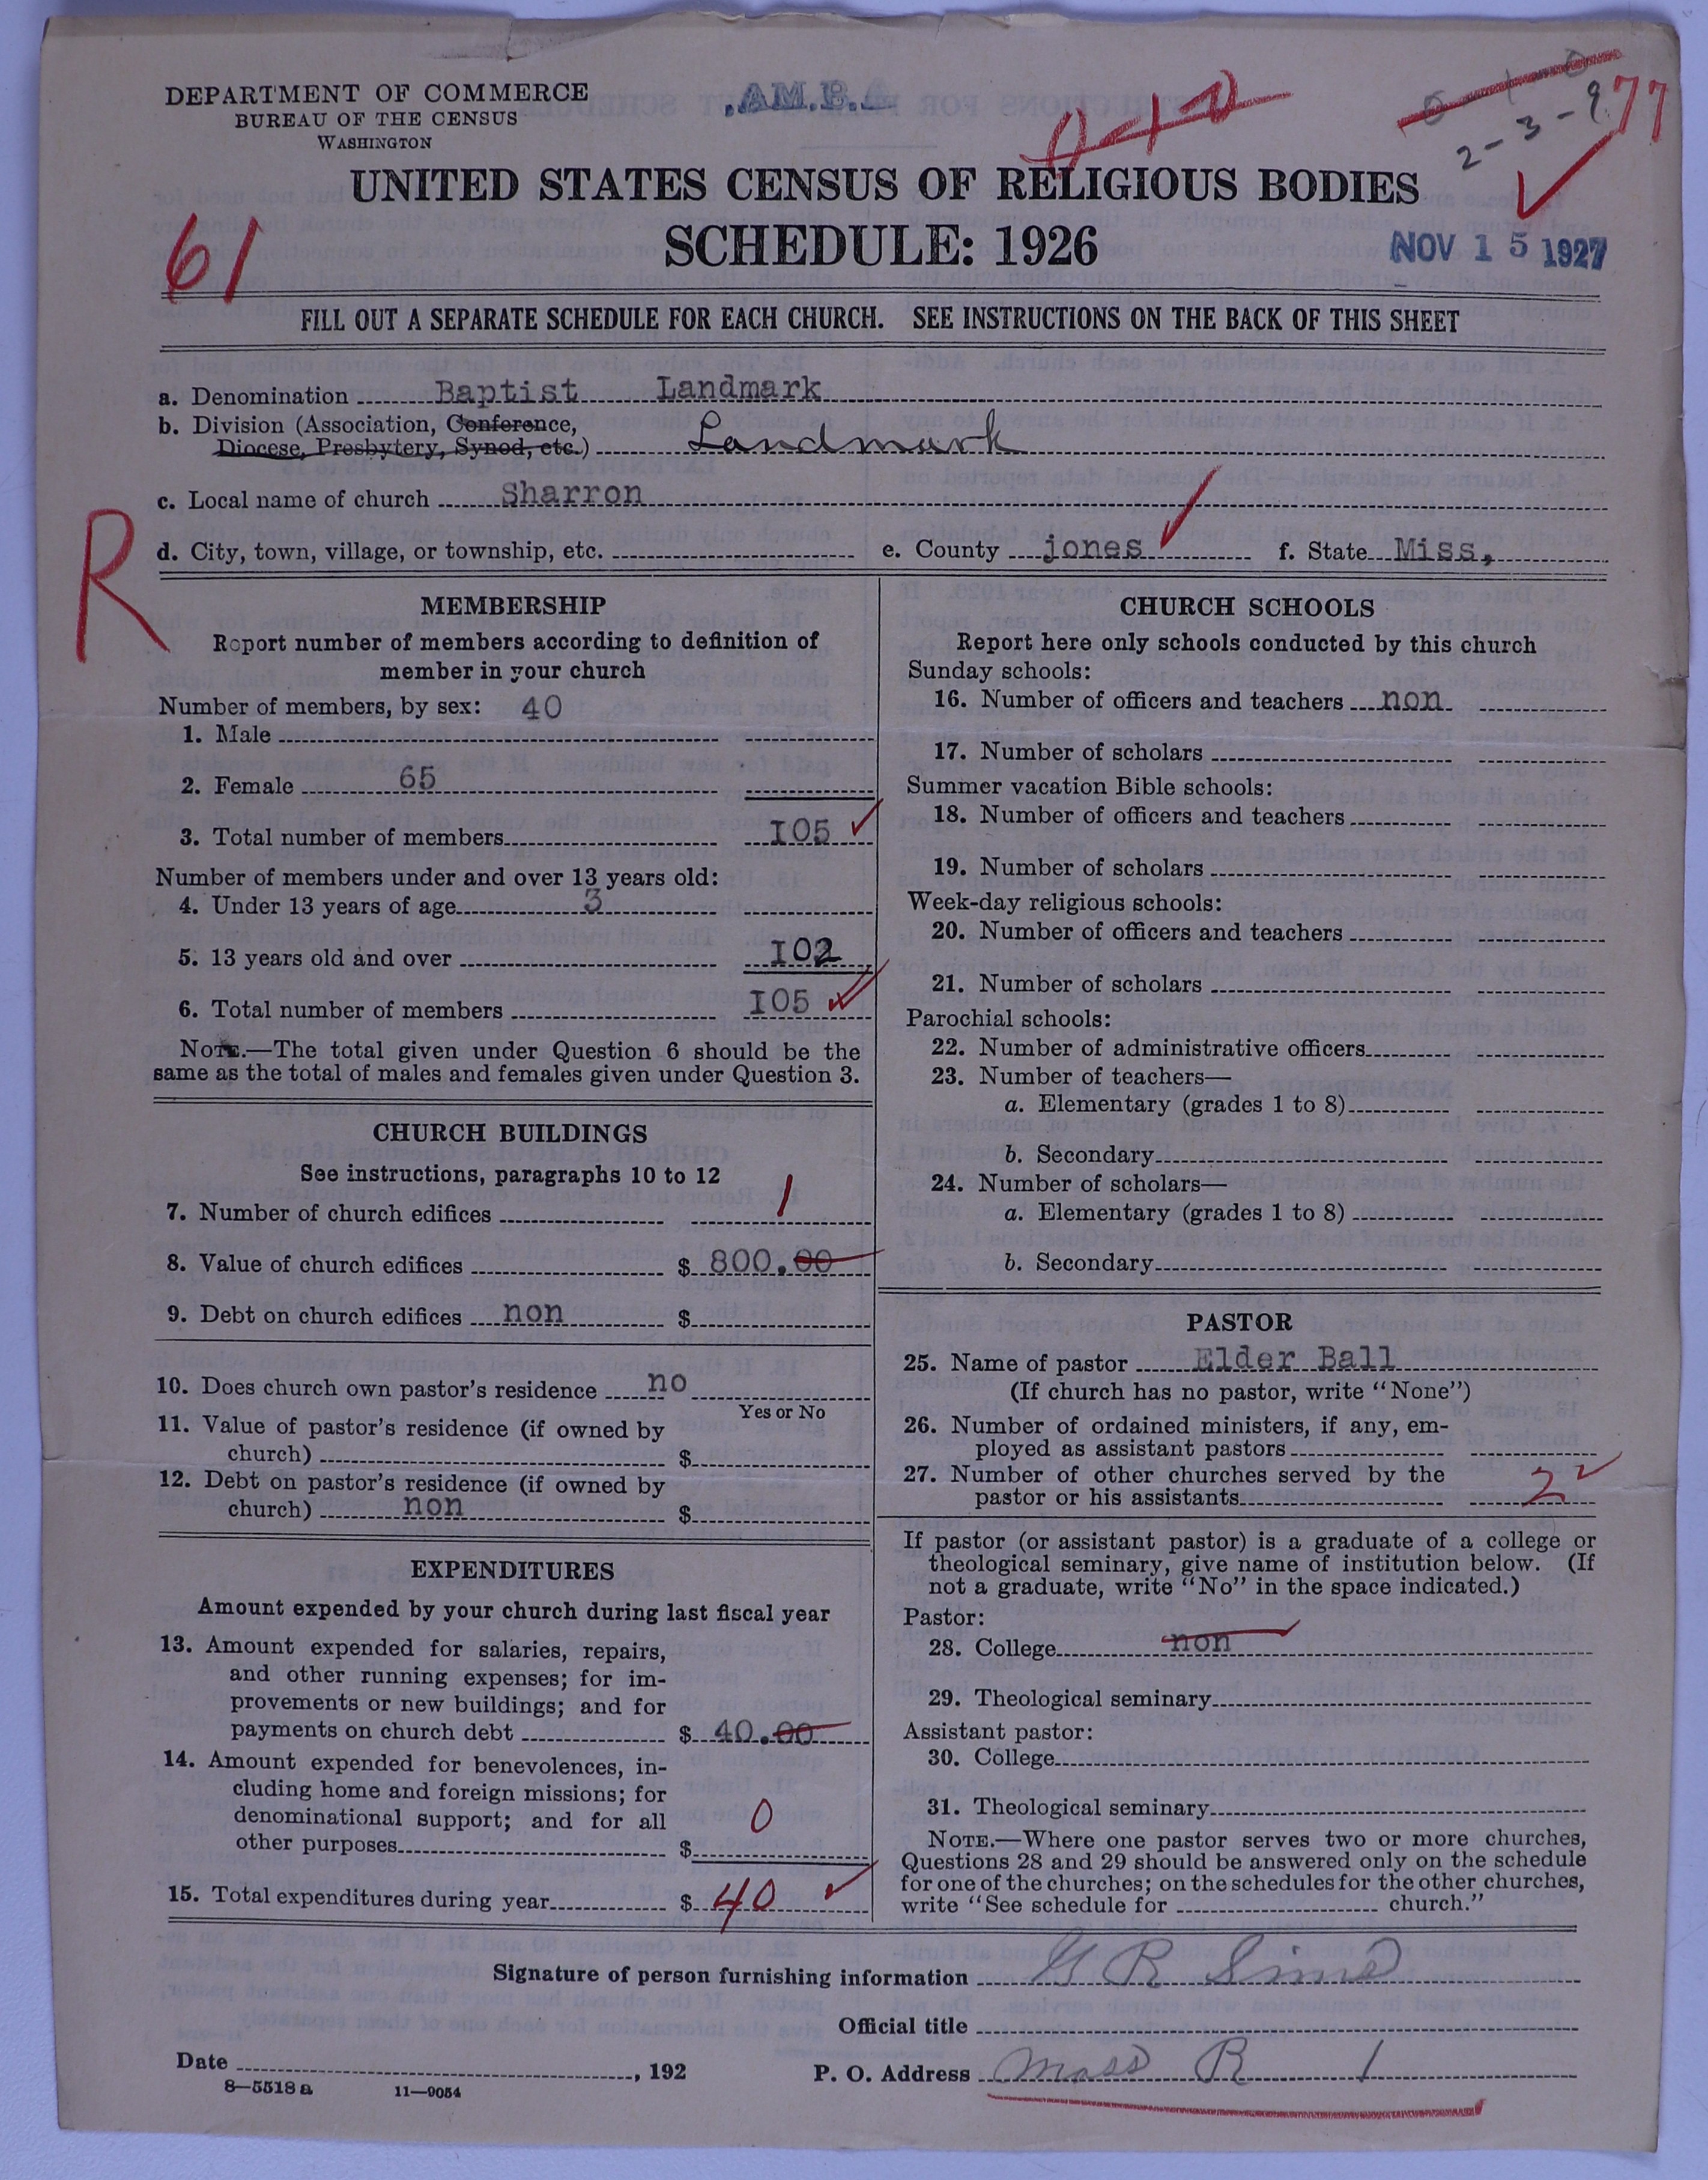 DEPARTMENT OF COMMERCE
BUREAU OF THE CENSUS
WASHINGTON
.AM.B.A
2-3-9
77
UNITED STATES CENSUS OF RELIGIOUS BODIES
61
SCHEDULE: 1926
NOV 15 1927
FILL OUT A SEPARATE SCHEDULE FOR EACH CHURCH. SEE INSTRUCTIONS ON THE BACK OF THIS SHEET
a. Denomination Baptist Landmark
b. Division (Association, Conference,
Diocese, Presbytery, Synod, etc.) Landmark
c. Local name of church Sharron
R
d. City, town, village, or township, etc. e. County jones f. State Miss,
MEMBERSHIP
Report number of members according to definition of
member in your church
Number of members, by sex: 40
1. Male
2. Female 65
3. Total number of members 105
Number of members under and over 13 years old:
4. Under 13 years of age 3
5. 13 years old and over 102
6. Total number of members 105
NOTE.—The total given under Question 6 should be the
same as the total of males and females given under Question 3.
CHURCH BUILDINGS
See instructions, paragraphs 10 to 12
7. Number of church edifices 1
8. Value of church edifices $ 800.00
9. Debt on church edifices non $
10. Does church own pastor's residence no
Yes or No
11. Value of pastor's residence (if owned by
church) $
12. Debt on pastor's residence (if owned by
church) non $
EXPENDITURES
Amount expended by your church during last fiscal year
13. Amount expended for salaries, repairs,
and other running expenses; for im-
provements or new buildings; and for
payments on church debt $ 40.00
14. Amount expended for benevolences, in-
cluding home and foreign missions; for
denominational support; and for all
other purposes $ 0
15. Total expenditures during year $ 40
CHURCH SCHOOLS
Report here only schools conducted by this church
Sunday schools:
16. Number of officers and teachers non
17. Number of scholars
Summer vacation Bible schools:
18. Number of officers and teachers
19. Number of scholars
Week-day religious schools:
20. Number of officers and teachers
21. Number of scholars
Parochial schools:
22. Number of administrative officers
23. Number of teachers—
a. Elementary (grades 1 to 8)
b. Secondary
24. Number of scholars—
a. Elementary (grades 1 to 8)
b. Secondary
PASTOR
25. Name of pastor Elder Ball
(If church has no pastor, write "None")
26. Number of ordained ministers, if any, em-
ployed as assistant pastors
27. Number of other churches served by the
pastor or his assistants 2
If pastor (or assistant pastor) is a graduate of a college or
theological seminary, give name of institution below. (If
not a graduate, write "No" in the space indicated.)
Pastor:
28. College non
29. Theological seminary
Assistant pastor:
30. College
31. Theological seminary
NOTE.—Where one pastor serves two or more churches,
Questions 28 and 29 should be answered only on the schedule
for one of the churches; on the schedules for the other churches,
write "See schedule for church."
Signature of person furnishing information G R Sims
Official title
Date , 192 P. O. Address Moss R 1
8—5518 a 11—9054